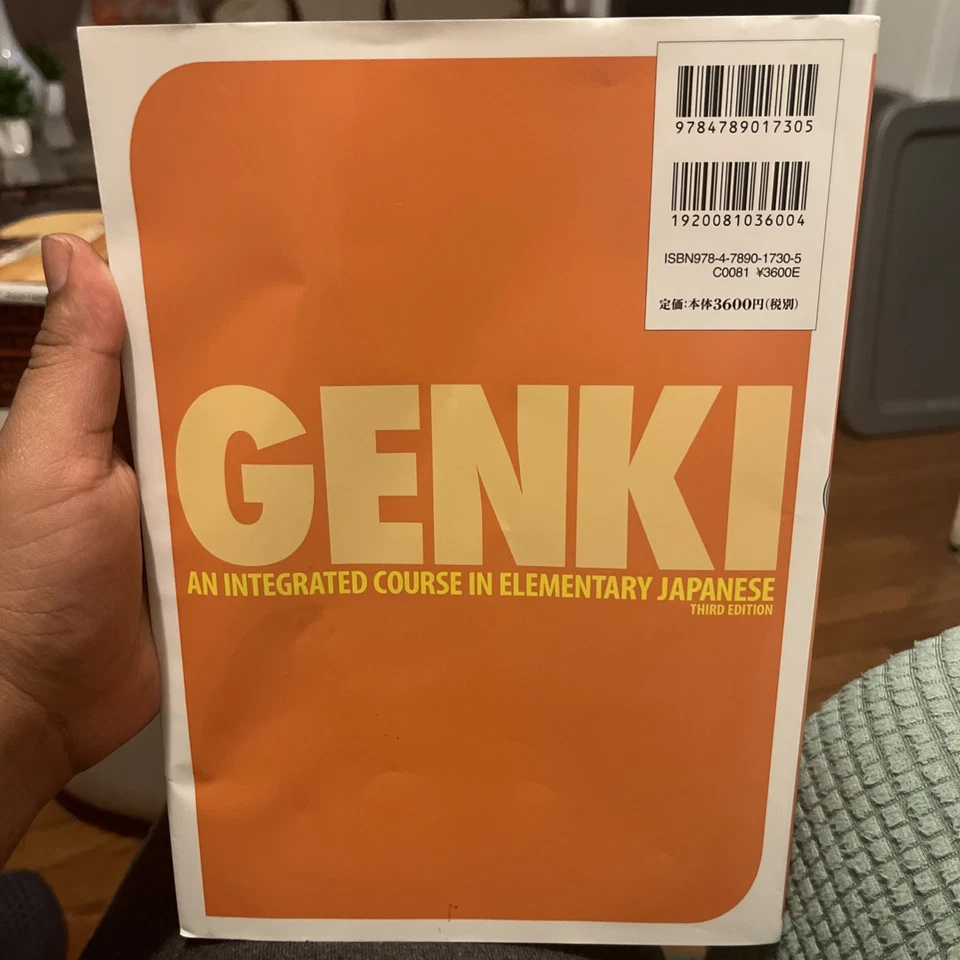 9784789017305
1920081036004
ISBN978-4-7890-1730-5
C0081 ¥3600E
定価:本体3600円(税別)
GENKI
AN INTEGRATED COURSE IN ELEMENTARY JAPANESE
THIRD EDITION